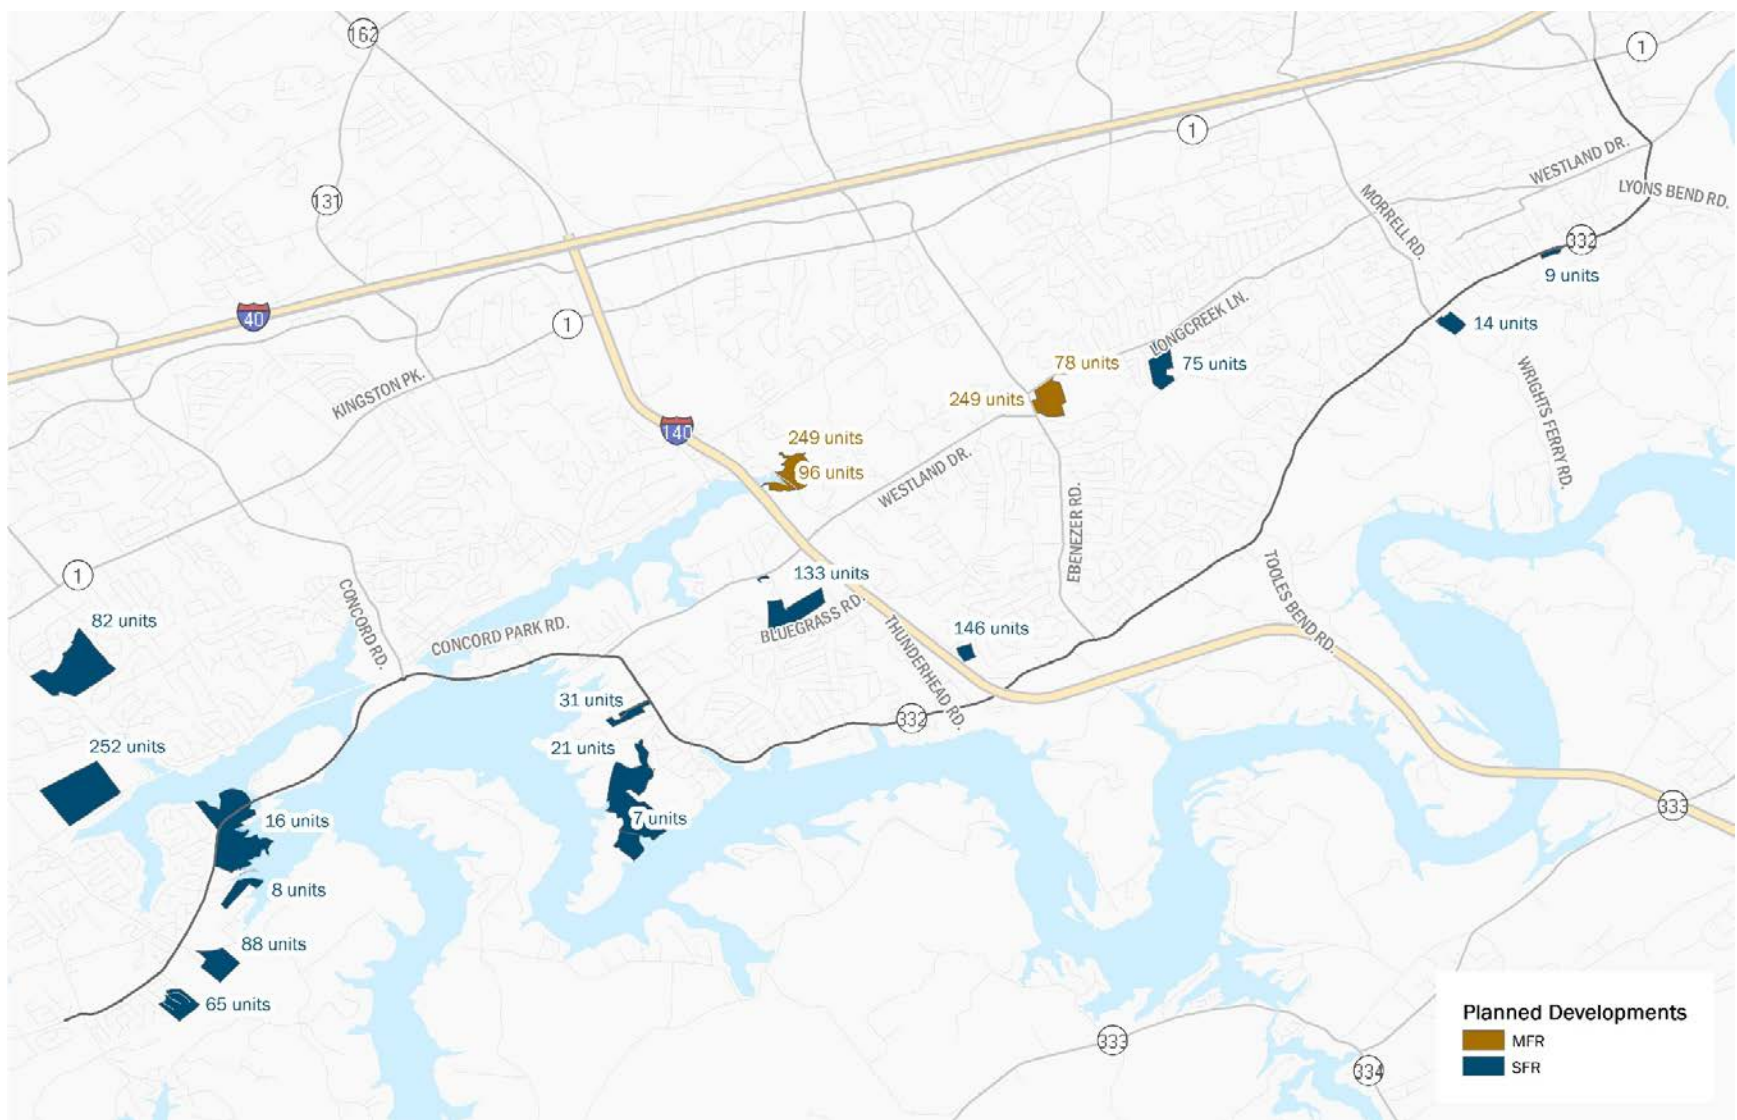 162
1
1
WESTLAND DR.
LYONS BEND RD.
131
MORRELL RD.
332
9 units
40
1
14 units
LONGCREEK LN.
78 units
75 units
KINGSTON PK.
249 units
WRIGHTS FERRY RD.
140
249 units
96 units
WESTLAND DR.
EBENEZER RD.
1
133 units
TOOLES BEND RD.
CONCORD RD.
82 units
CONCORD PARK RD.
BLUEGRASS RD.
146 units
THUNDERHEAD RD.
31 units
332
252 units
21 units
333
16 units
7 units
8 units
88 units
65 units
Planned Developments
MFR
SFR
333
334